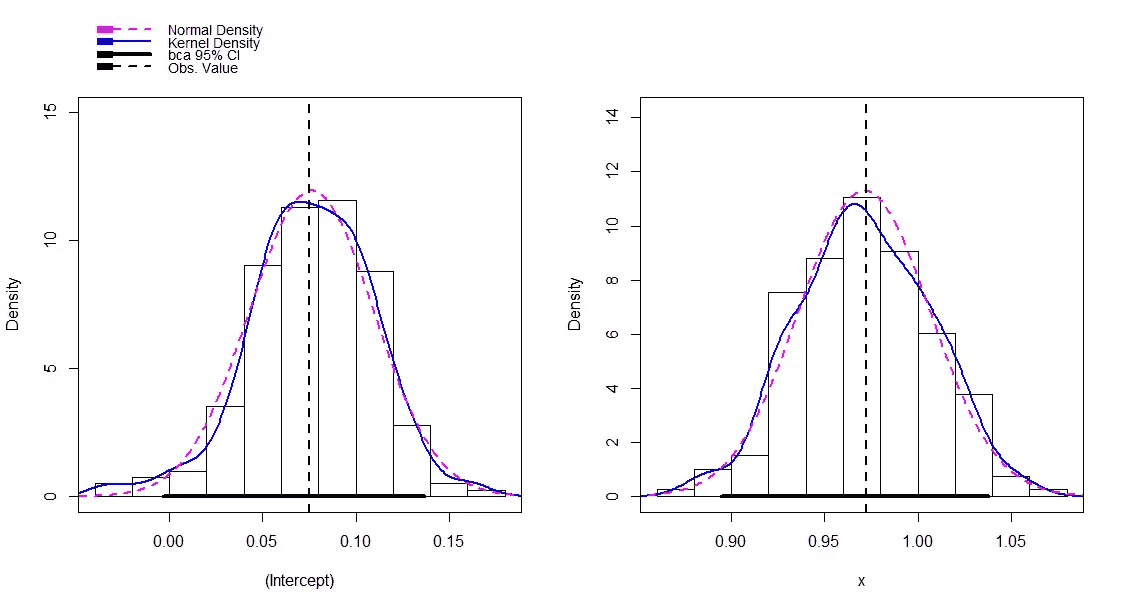 Normal Density
Kernel Density
bca 95% CI
Obs. Value
15
10
5
0
Density
0.00 0.05 0.10 0.15
(Intercept)
14
12
10
8
6
4
2
0
Density
0.90 0.95 1.00 1.05
x